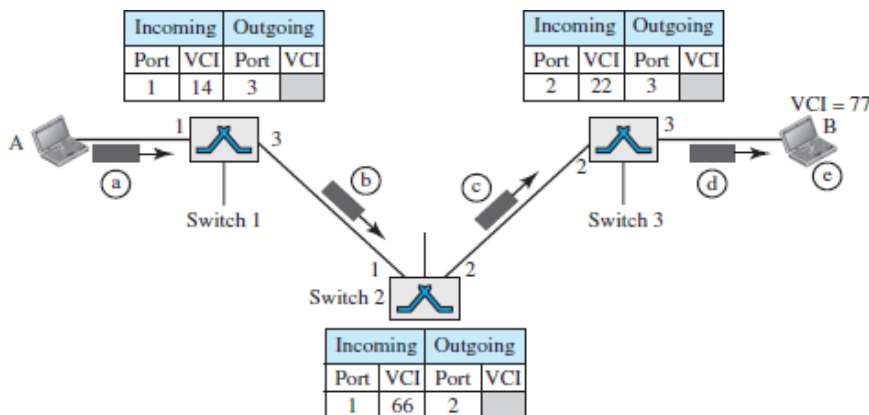 Incoming Outgoing
Port VCI Port VCI
1 14 3
Incoming Outgoing
Port VCI Port VCI
2 22 3
VCI = 77
A
1
3
a
Switch 1
b
c
2
3
Switch 3
d
B
e
1
2
Switch 2
Incoming Outgoing
Port VCI Port VCI
1 66 2